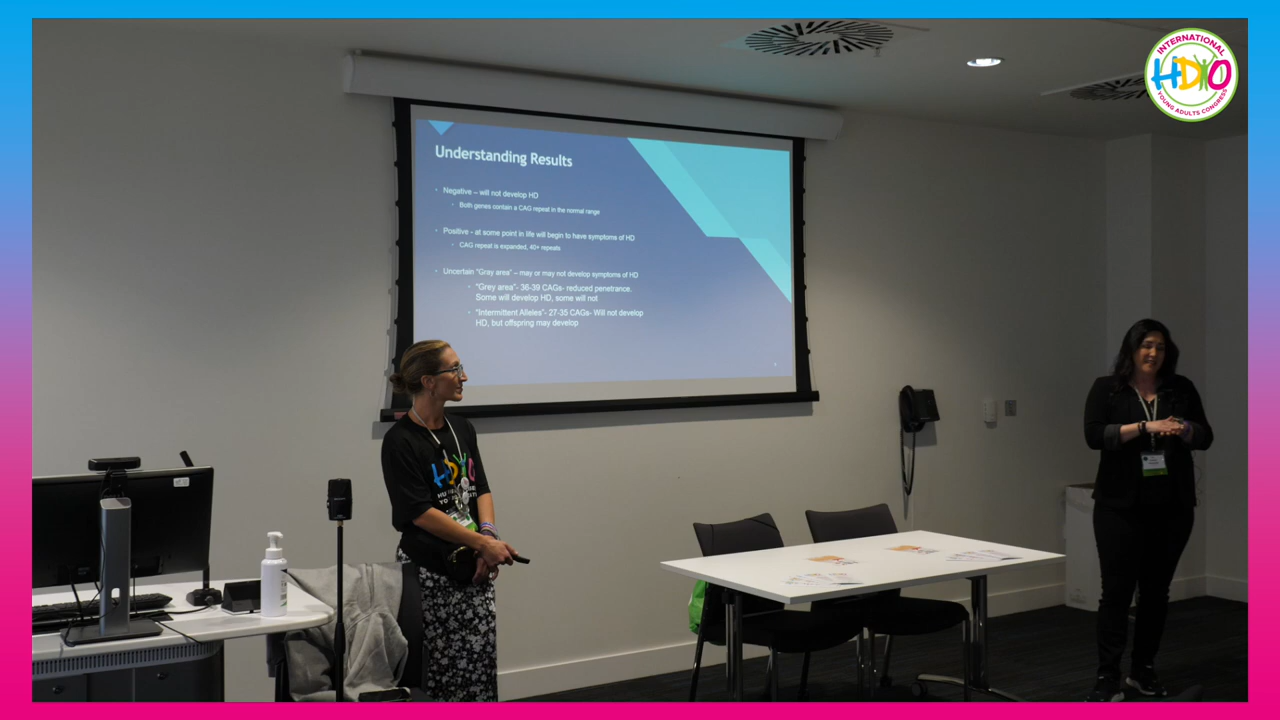 INTERNATIONAL
HDYO
YOUNG ADULTS CONGRESS
Understanding Results
Negative – will not develop HD
Both genes contain a CAG repeat in the normal range
Positive - at some point in life will begin to have symptoms of HD
CAG repeat is expanded, 40+ repeats
Uncertain "Gray area" – may or may not develop symptoms of HD
"Grey area"- 36-39 CAGs- reduced penetrance.
Some will develop HD, some will not
"Intermittent Alleles"- 27-35 CAGs- Will not develop
HD, but offspring may develop
HDYO